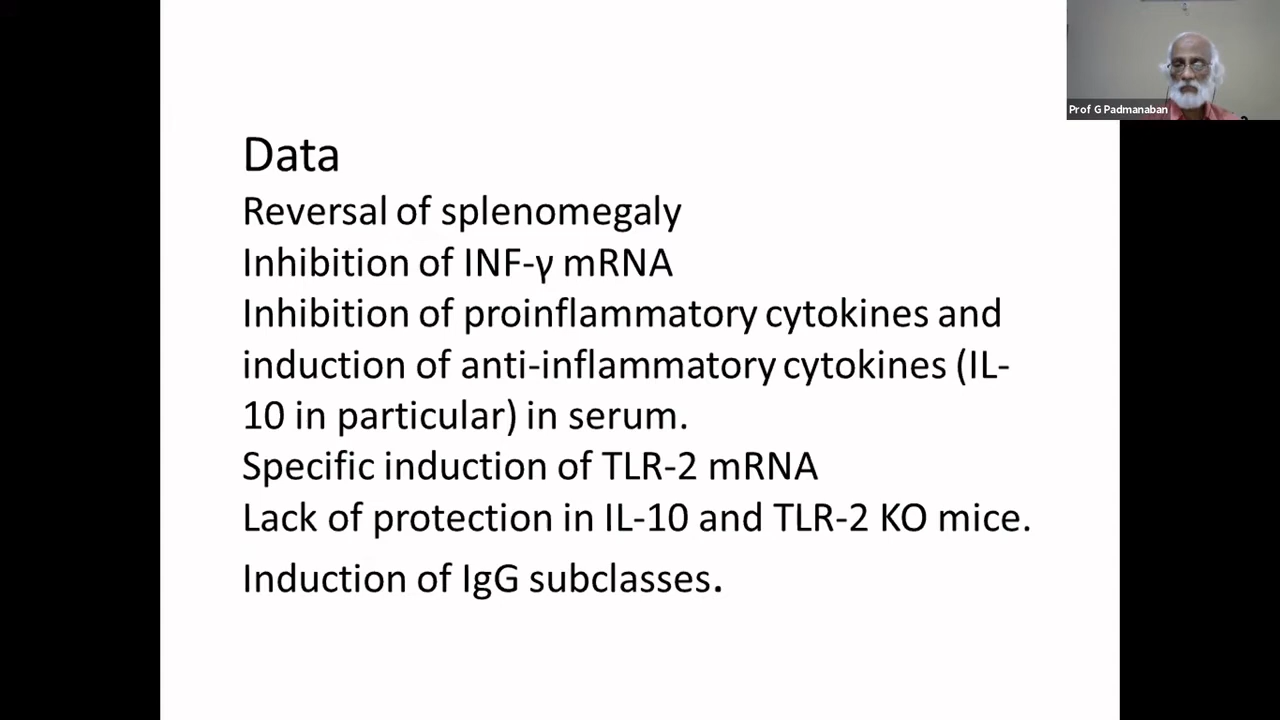 Prof G Padmanaban
Data
Reversal of splenomegaly
Inhibition of INF-γ mRNA
Inhibition of proinflammatory cytokines and
induction of anti-inflammatory cytokines (IL-
10 in particular) in serum.
Specific induction of TLR-2 mRNA
Lack of protection in IL-10 and TLR-2 KO mice.
Induction of IgG subclasses.